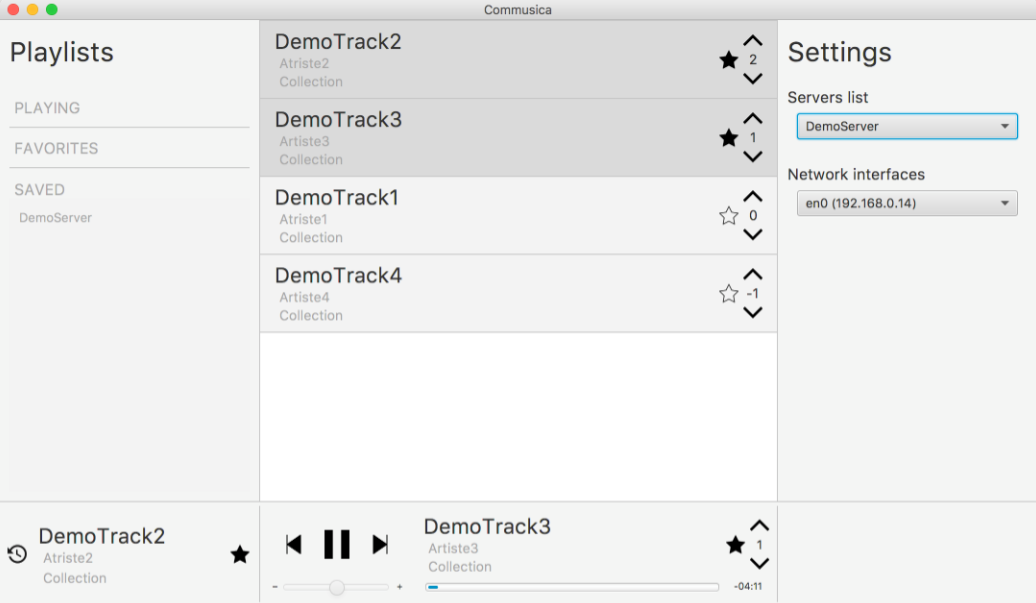 Commusica
Playlists
PLAYING
FAVORITES
SAVED
DemoServer
DemoTrack2
Atriste2
Collection
2
DemoTrack3
Artiste3
Collection
1
DemoTrack1
Atriste1
Collection
0
DemoTrack4
Artiste4
Collection
-1
Settings
Servers list
DemoServer
Network interfaces
en0 (192.168.0.14)
DemoTrack2
Atriste2
Collection
- +
DemoTrack3
Artiste3
Collection
1
-04:11